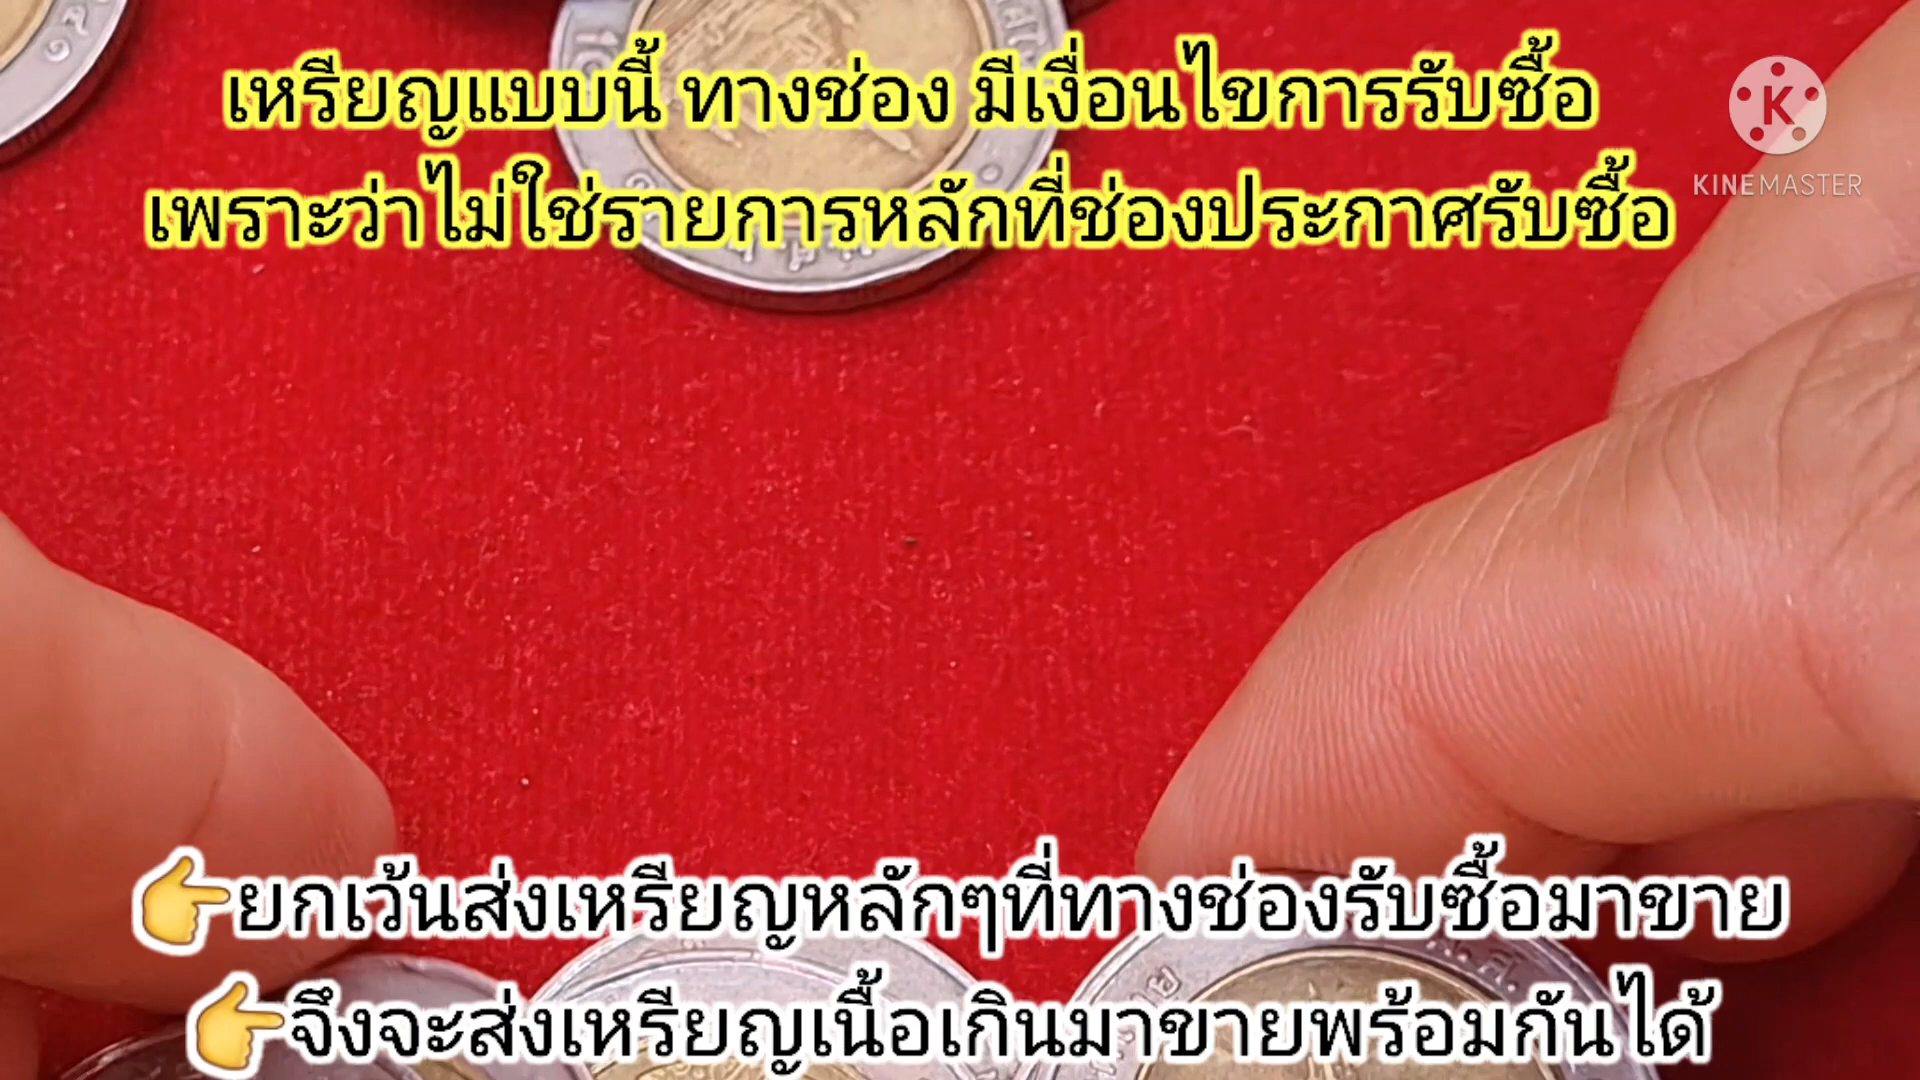 เหรียญแบบนี้ ทางช่อง มีเงื่อนไขการรับซื้อ
เพราะว่าไม่ใช่รายการหลักที่ช่องประกาศรับซื้อ
KINEMASTER
👉ยกเว้นส่งเหรียญหลักๆที่ทางช่องรับซื้อมาขาย
👉จึงจะส่งเหรียญเนื้อเกินมาขายพร้อมกันได้